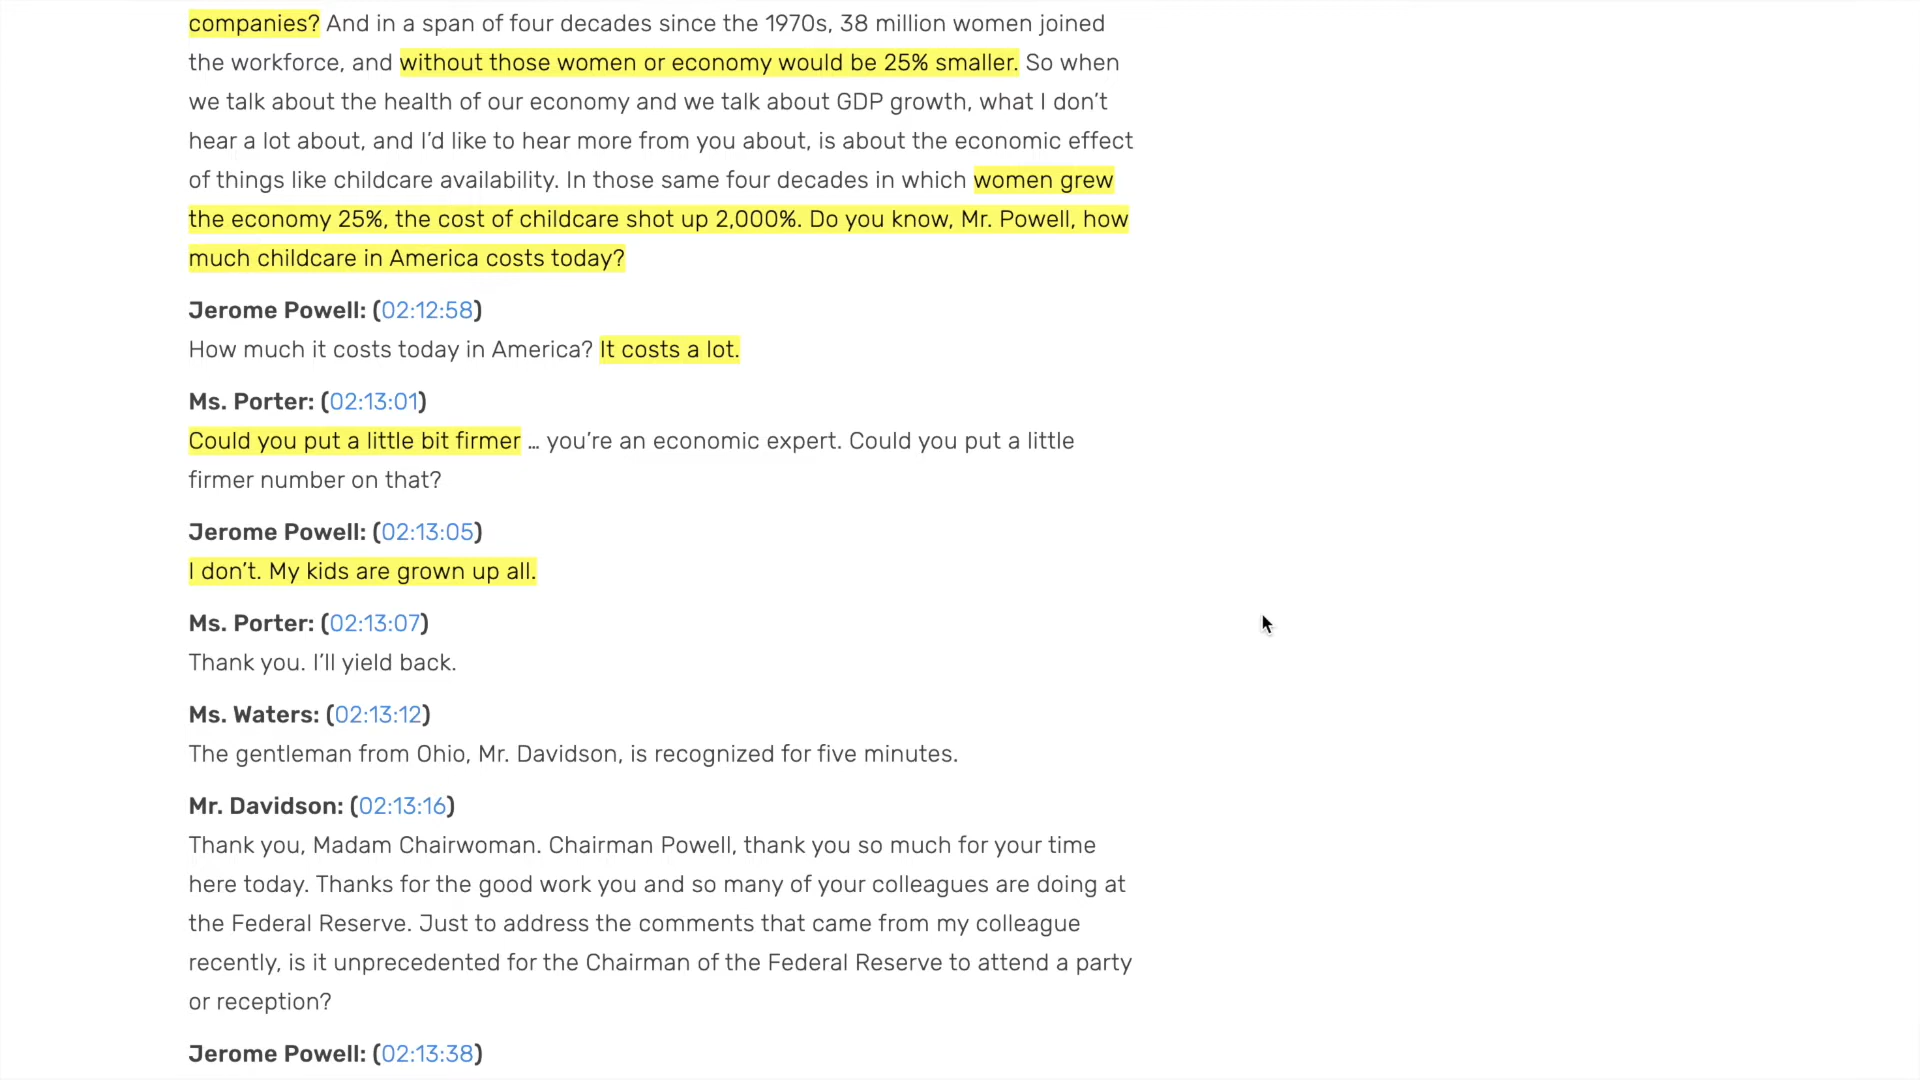 companies? And in a span of four decades since the 1970s, 38 million women joined
the workforce, and without those women or economy would be 25% smaller. So when
we talk about the health of our economy and we talk about GDP growth, what I don’t
hear a lot about, and I’d like to hear more from you about, is about the economic effect
of things like childcare availability. In those same four decades in which women grew
the economy 25%, the cost of childcare shot up 2,000%. Do you know, Mr. Powell, how
much childcare in America costs today?
Jerome Powell: (02:12:58)
How much it costs today in America? It costs a lot.
Ms. Porter: (02:13:01)
Could you put a little bit firmer … you’re an economic expert. Could you put a little
firmer number on that?
Jerome Powell: (02:13:05)
I don’t. My kids are grown up all.
Ms. Porter: (02:13:07)
Thank you. I’ll yield back.
Ms. Waters: (02:13:12)
The gentleman from Ohio, Mr. Davidson, is recognized for five minutes.
Mr. Davidson: (02:13:16)
Thank you, Madam Chairwoman. Chairman Powell, thank you so much for your time
here today. Thanks for the good work you and so many of your colleagues are doing at
the Federal Reserve. Just to address the comments that came from my colleague
recently, is it unprecedented for the Chairman of the Federal Reserve to attend a party
or reception?
Jerome Powell: (02:13:38)